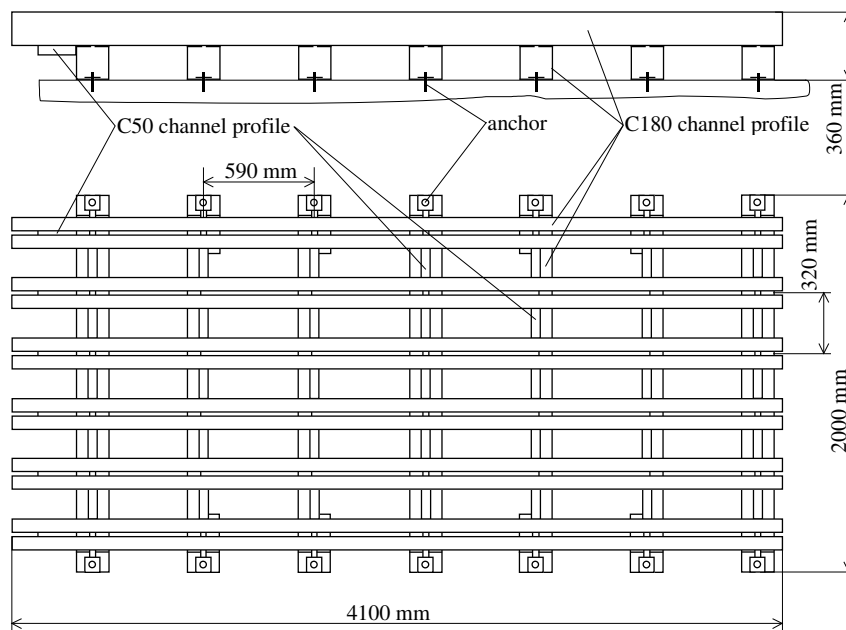 C50 channel profile
anchor
C180 channel profile
360 mm
590 mm
320 mm
2000 mm
4100 mm